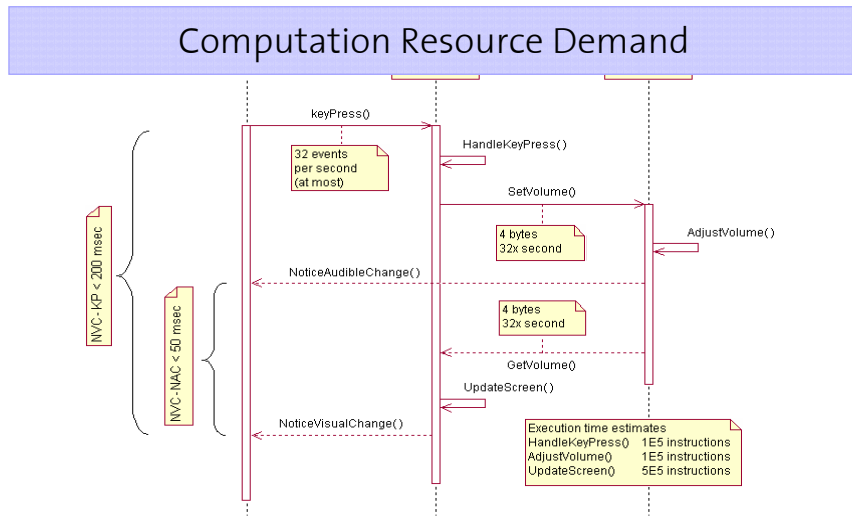 Computation Resource Demand
keyPress()
32 events
per second
(at most)
HandleKeyPress()
SetVolume()
4 bytes
32x second
AdjustVolume()
NVC-KP < 200 msec
NoticeAudibleChange()
NVC-NAC < 50 msec
4 bytes
32x second
GetVolume()
UpdateScreen()
NoticeVisualChange()
Execution time estimates
HandleKeyPress() 1E5 instructions
AdjustVolume() 1E5 instructions
UpdateScreen() 5E5 instructions